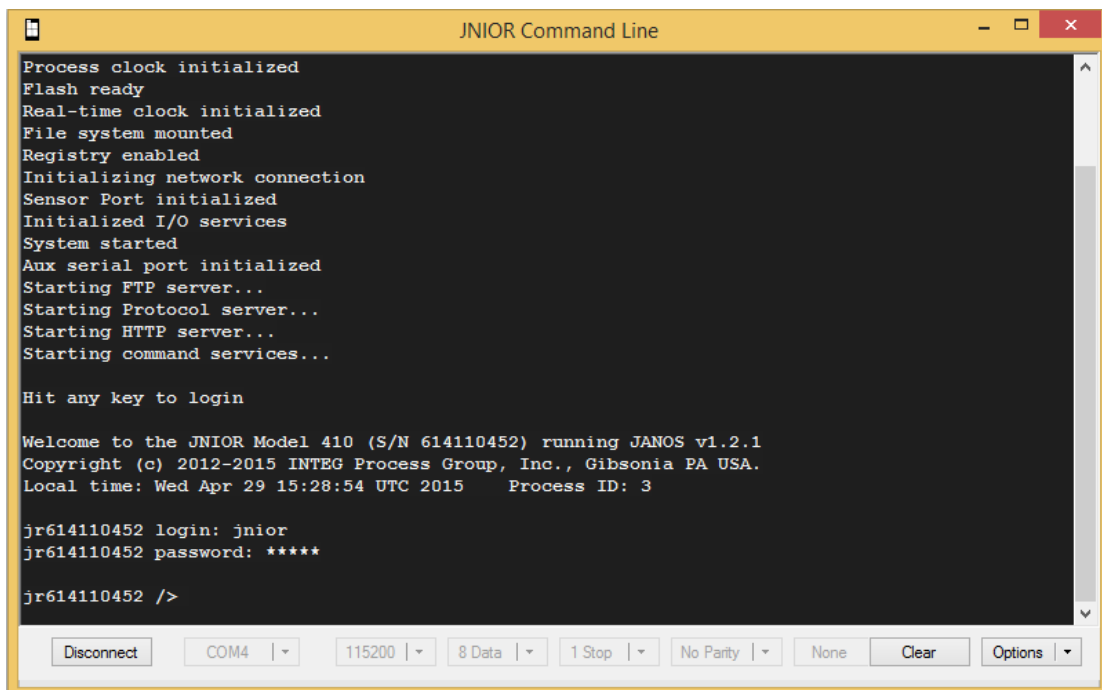 JNIOR Command Line
Process clock initialized
Flash ready
Real-time clock initialized
File system mounted
Registry enabled
Initializing network connection
Sensor Port initialized
Initialized I/O services
System started
Aux serial port initialized
Starting FTP server...
Starting Protocol server...
Starting HTTP server...
Starting command services...
Hit any key to login
Welcome to the JNIOR Model 410 (S/N 614110452) running JANOS v1.2.1
Copyright (c) 2012-2015 INTEG Process Group, Inc., Gibsonia PA USA.
Local time: Wed Apr 29 15:28:54 UTC 2015    Process ID: 3
jr614110452 login: jnior
jr614110452 password: *****
jr614110452 />
Disconnect COM4 115200 8 Data 1 Stop No Parity None Clear Options